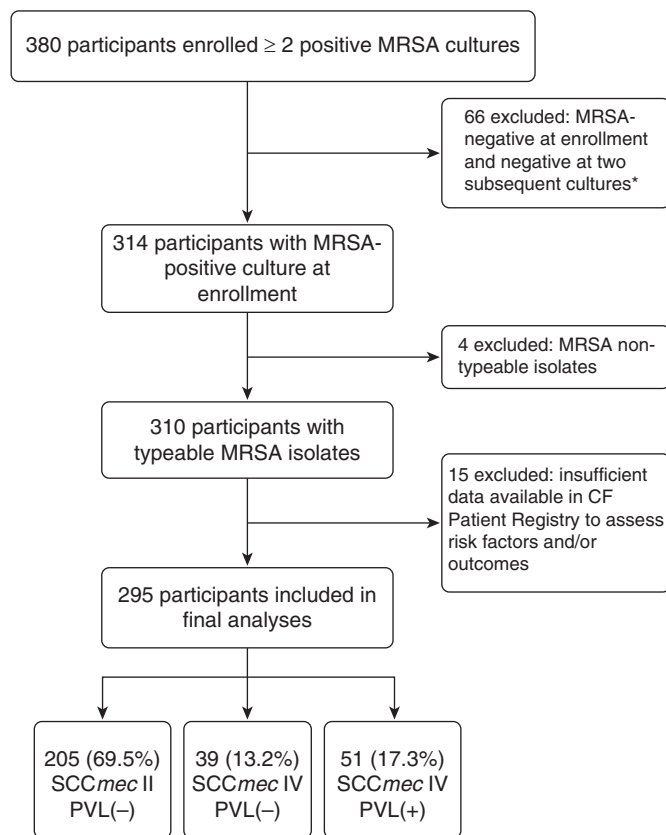 380 participants enrolled ≥ 2 positive MRSA cultures
66 excluded: MRSA-
negative at enrollment
and negative at two
subsequent cultures*
314 participants with MRSA-
positive culture at
enrollment
4 excluded: MRSA non-
typeable isolates
310 participants with
typeable MRSA isolates
15 excluded: insufficient
data available in CF
Patient Registry to assess
risk factors and/or
outcomes
295 participants included in
final analyses
205 (69.5%)
SCCmec II
PVL(–)
39 (13.2%)
SCCmec IV
PVL(–)
51 (17.3%)
SCCmec IV
PVL(+)